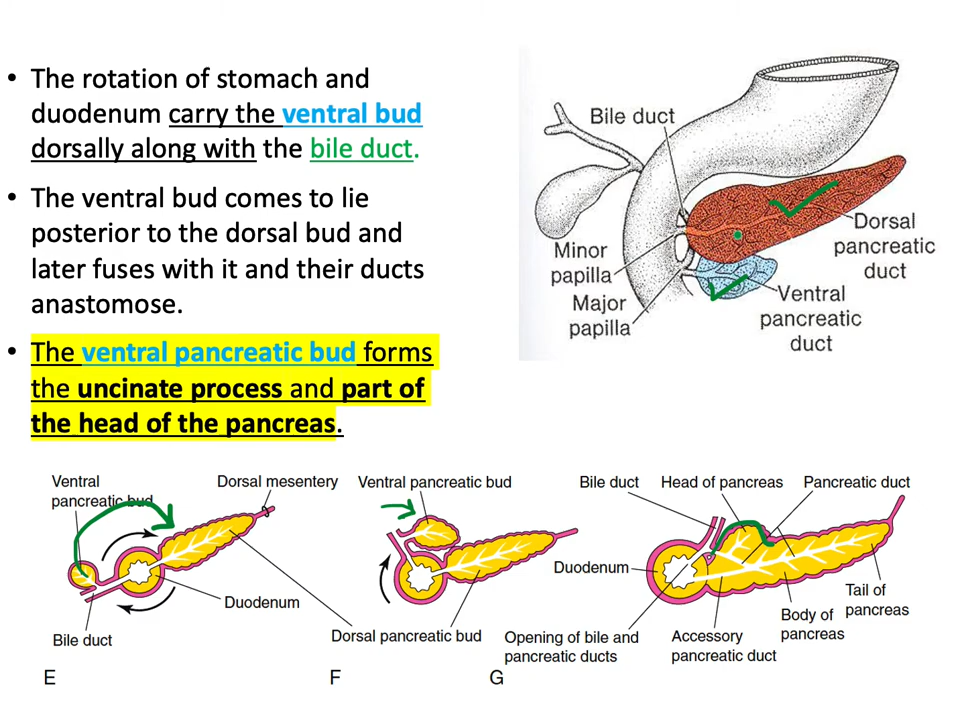 • The rotation of stomach and
duodenum carry the ventral bud
dorsally along with the bile duct.
• The ventral bud comes to lie
posterior to the dorsal bud and
later fuses with it and their ducts
anastomose.
• The ventral pancreatic bud forms
the uncinate process and part of
the head of the pancreas.
Bile duct
Minor
papilla
Major
papilla
Dorsal
pancreatic
duct
Ventral
pancreatic
duct
Ventral
pancreatic bud
Dorsal mesentery
Duodenum
Bile duct
E
Ventral pancreatic bud
Dorsal pancreatic bud
F
Bile duct
Head of pancreas
Pancreatic duct
Duodenum
Tail of
pancreas
Body of
pancreas
Opening of bile and
pancreatic ducts
Accessory
pancreatic duct
G